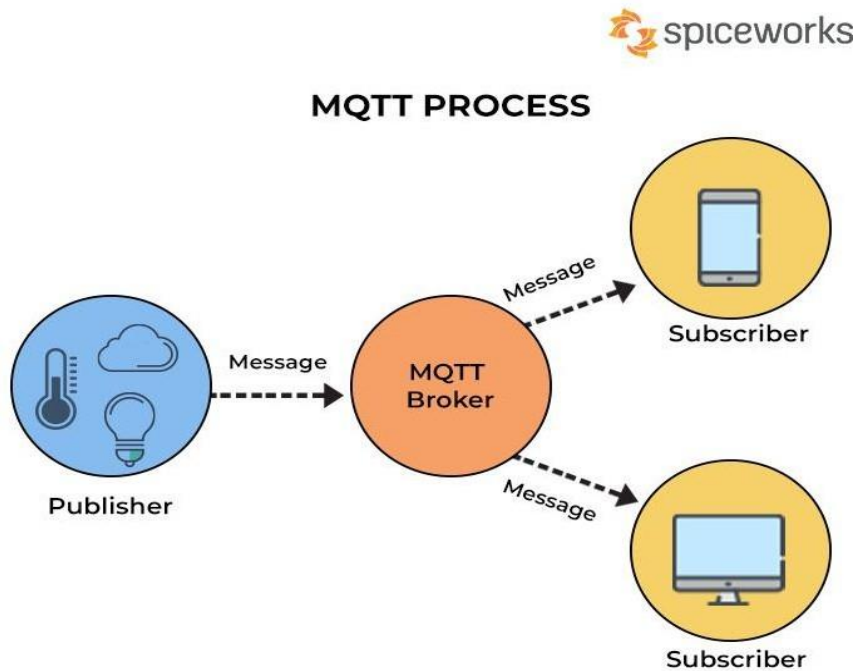 spiceworks
MQTT PROCESS
Message
Subscriber
Message
MQTT
Broker
Publisher
Message
Subscriber